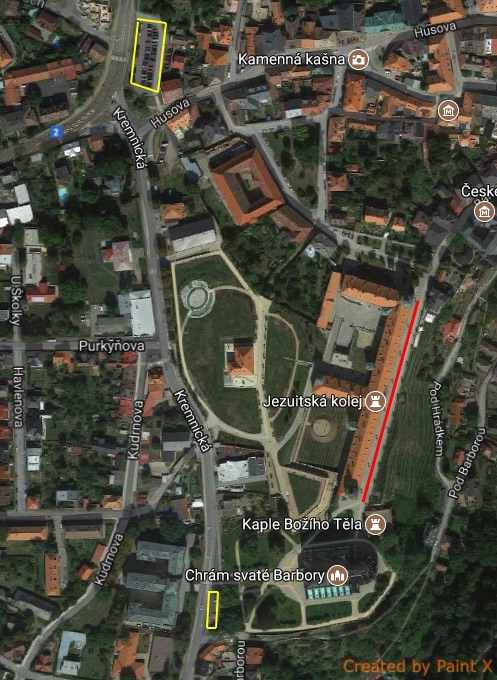 Husova
Kamenná kašna
Husova
Kremnická
2
České
U Školky
Purkyňova
Havlenova
Kremnická
Jezuitská kolej
Pod Hrádkem
Kudrnova
Pod Barborou
Kaple Božího Těla
Kudrnova
Chrám svaté Barbory
Barborou
Created by Paint X